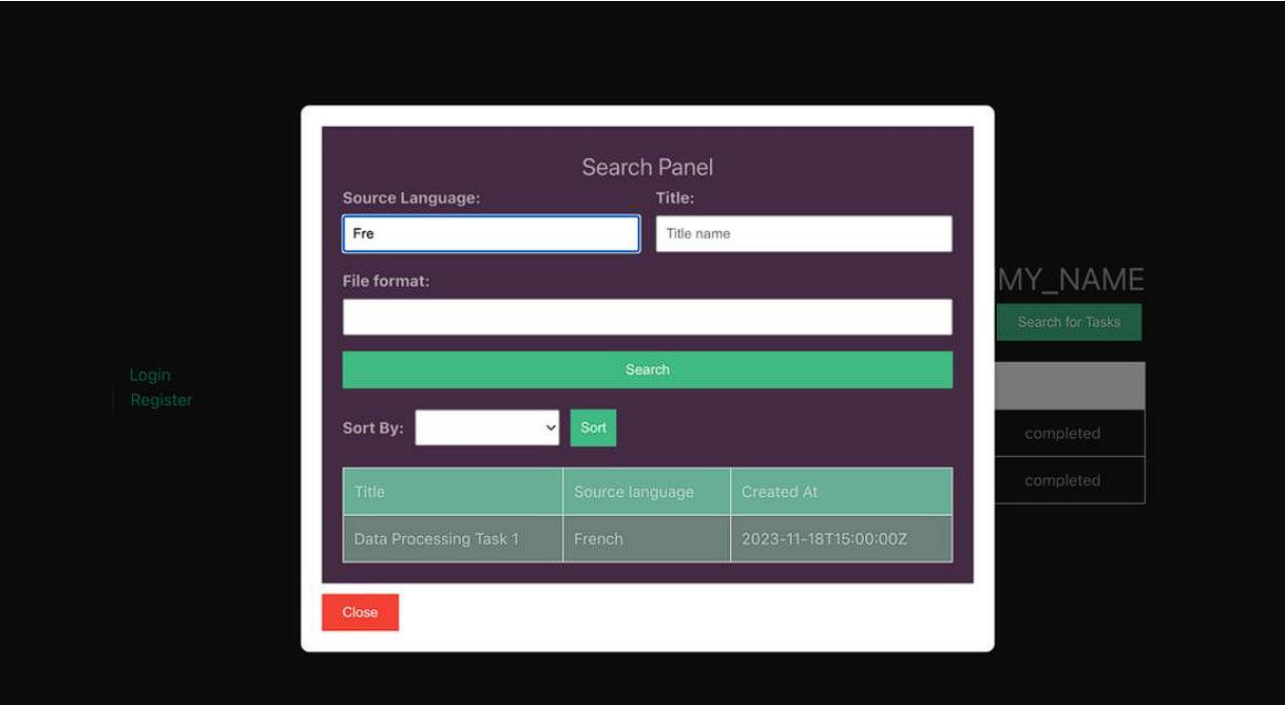 Search Panel
Source Language: Title:
Fre Title name
File format:
Search
Sort By: Sort
Title Source language Created At
Data Processing Task 1 French 2023-11-18T15:00:00Z
Close
Login
Register
MY_NAME
Search for Tasks
completed
completed